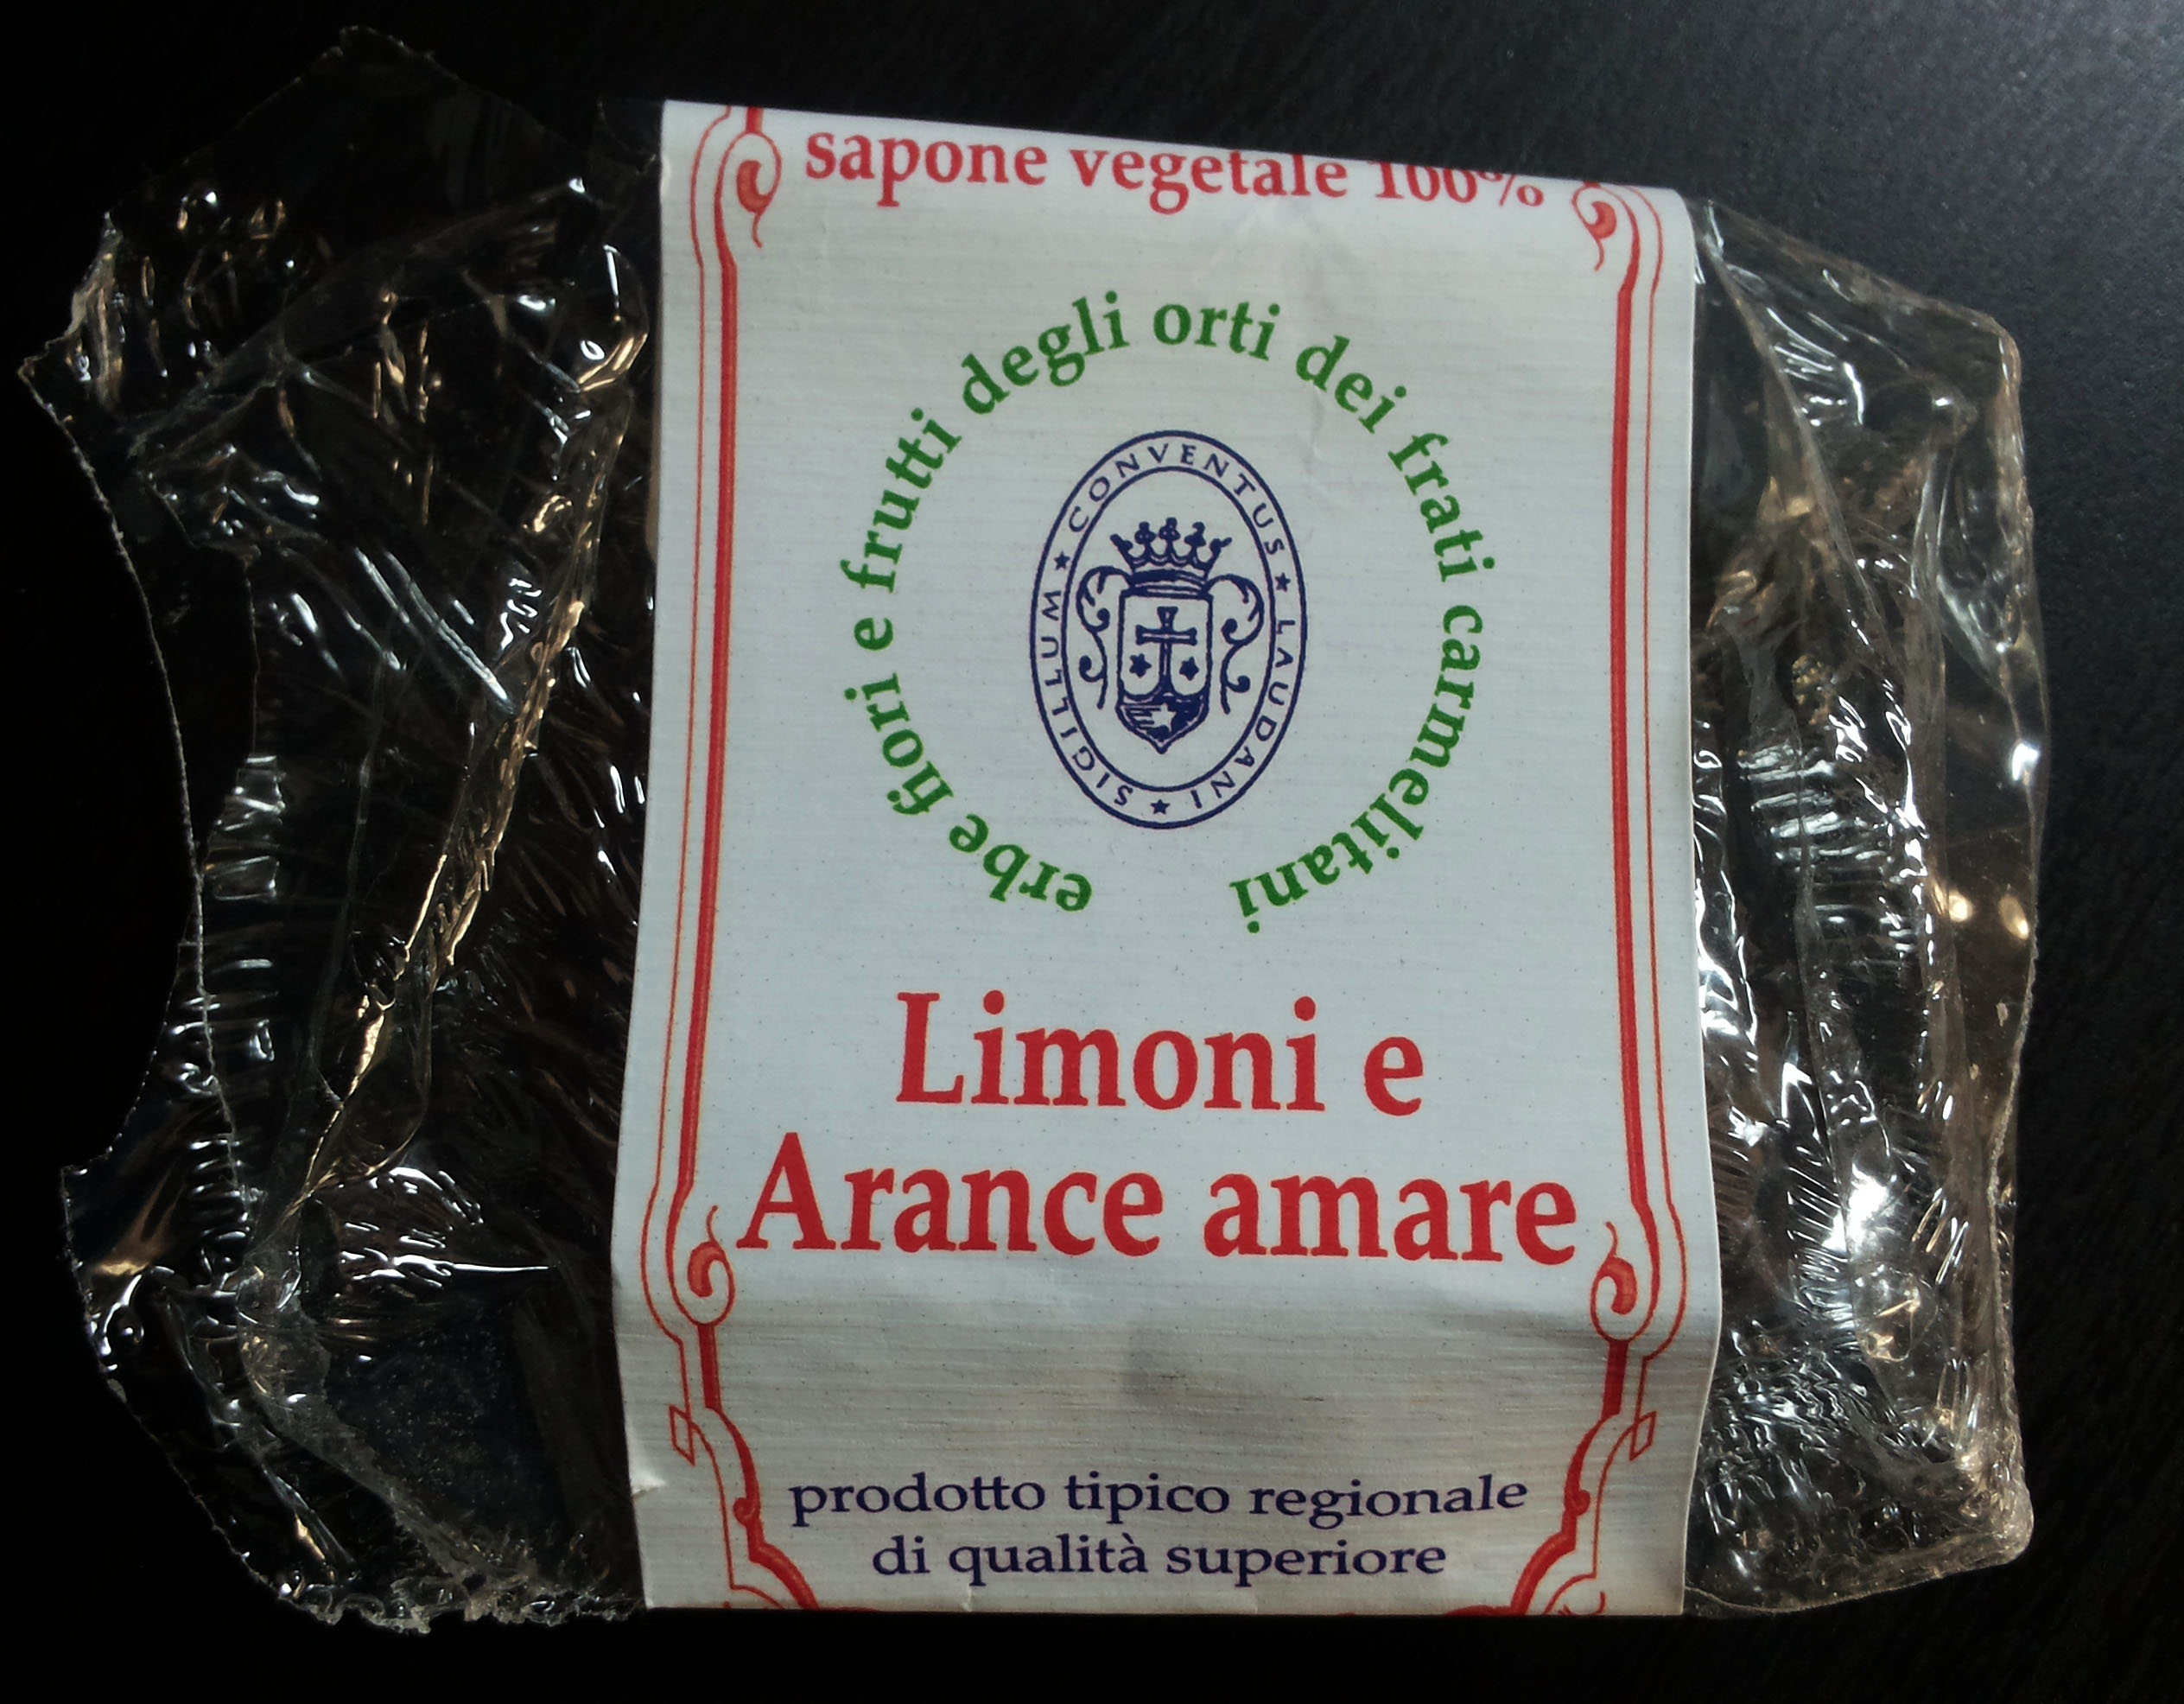 sapone vegetale 100%
erbe fiori e frutti degli orti dei frati carmelitani
SIGILLUM ★ CONVENTUS ★ LAUDANI ★
Limoni e
Arance amare
prodotto tipico regionale
di qualità superiore